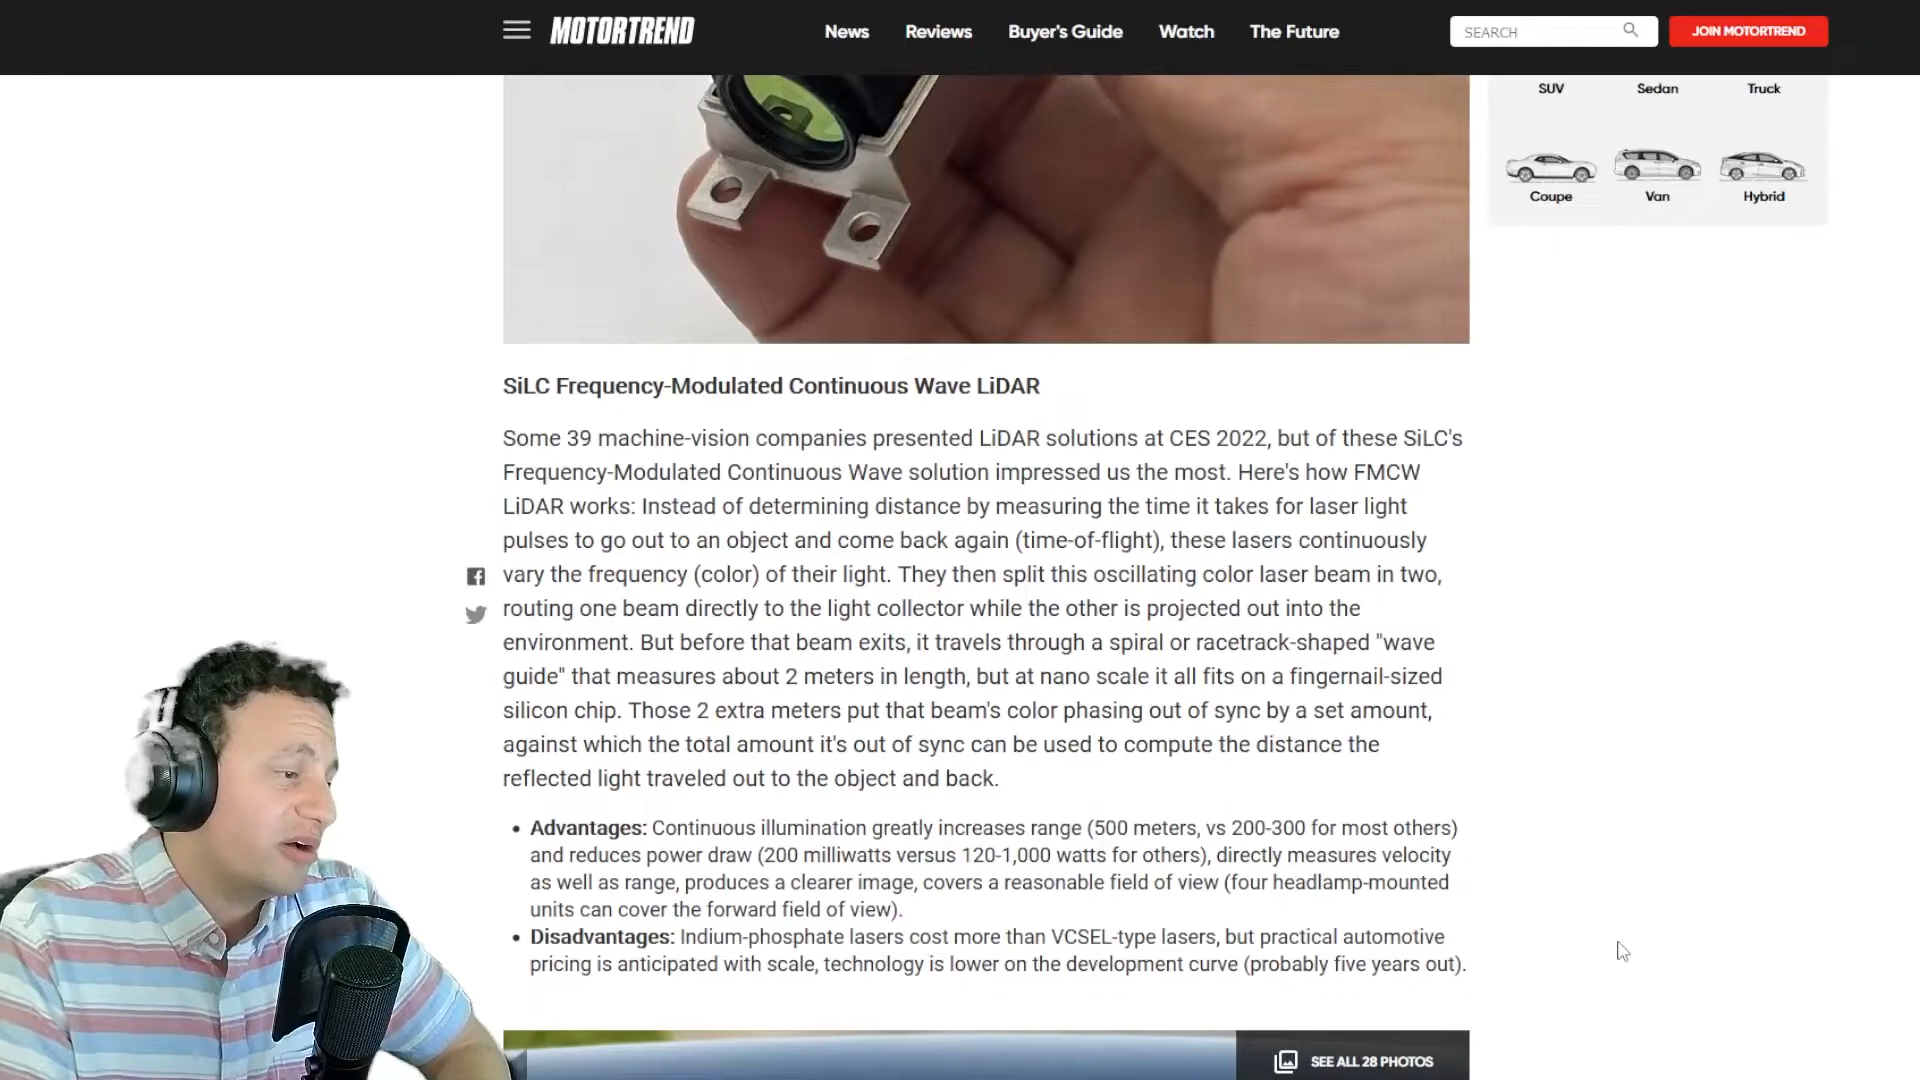 MOTORTREND
News Reviews Buyer's Guide Watch The Future
SEARCH
JOIN MOTORTREND
SUV Sedan Truck
Coupe Van Hybrid
SiLC Frequency-Modulated Continuous Wave LiDAR
Some 39 machine-vision companies presented LiDAR solutions at CES 2022, but of these SiLC's
Frequency-Modulated Continuous Wave solution impressed us the most. Here's how FMCW
LiDAR works: Instead of determining distance by measuring the time it takes for laser light
pulses to go out to an object and come back again (time-of-flight), these lasers continuously
vary the frequency (color) of their light. They then split this oscillating color laser beam in two,
routing one beam directly to the light collector while the other is projected out into the
environment. But before that beam exits, it travels through a spiral or racetrack-shaped "wave
guide" that measures about 2 meters in length, but at nano scale it all fits on a fingernail-sized
silicon chip. Those 2 extra meters put that beam's color phasing out of sync by a set amount,
against which the total amount it's out of sync can be used to compute the distance the
reflected light traveled out to the object and back.
• Advantages: Continuous illumination greatly increases range (500 meters, vs 200-300 for most others)
and reduces power draw (200 milliwatts versus 120-1,000 watts for others), directly measures velocity
as well as range, produces a clearer image, covers a reasonable field of view (four headlamp-mounted
units can cover the forward field of view).
• Disadvantages: Indium-phosphate lasers cost more than VCSEL-type lasers, but practical automotive
pricing is anticipated with scale, technology is lower on the development curve (probably five years out).
SEE ALL 28 PHOTOS